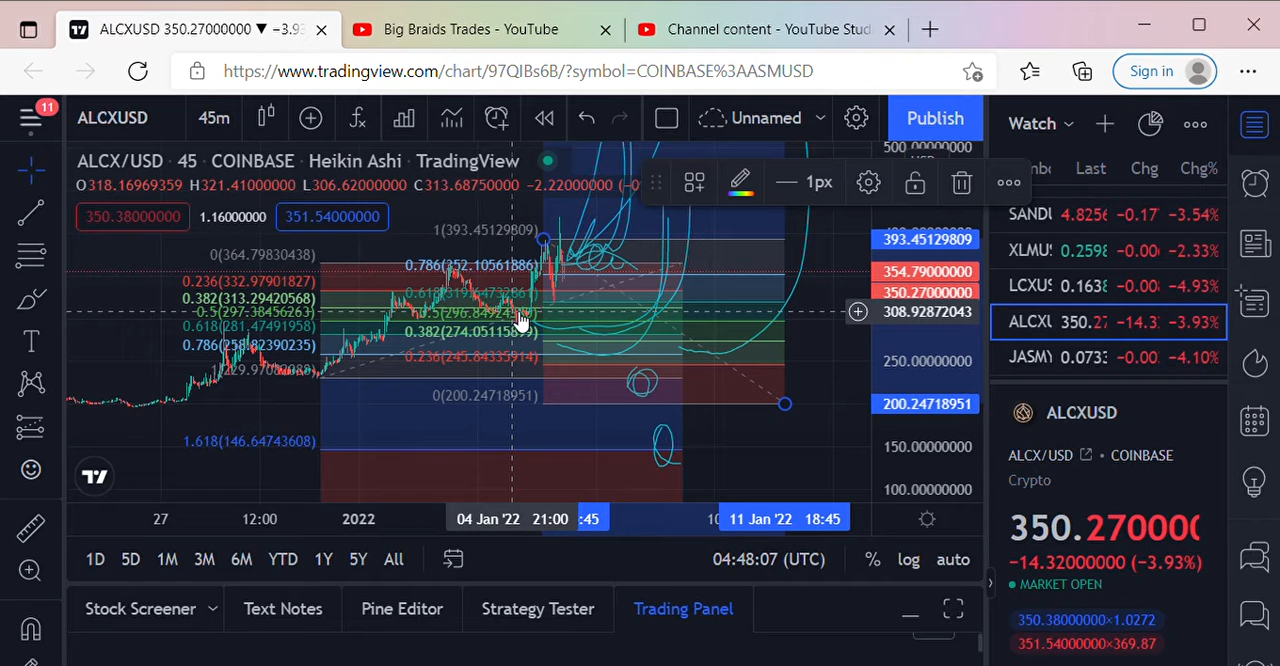 ALCXUSD 350.27000000 ▼ −3.93
Big Braids Trades - YouTube
Channel content - YouTube Stud
https://www.tradingview.com/chart/97QJBs6B/?symbol=COINBASE%3AASMUSD
Sign in
11
ALCXUSD
45m
Unnamed
Publish
Watch
ALCX/USD · 45 · COINBASE · Heikin Ashi · TradingView
O318.16969359 H321.41000000 L306.62000000 C313.68750000 −2.22000000
1px
350.38000000
1.16000000
351.54000000
Last
Chg
Chg%
SANDU 4.8256 −0.17 −3.54%
XLMUS 0.2598 −0.00 −2.33%
LCXUS 0.1638 −0.00 −4.93%
ALCXU 350.27 −14.3 −3.93%
JASMY 0.0733 −0.00 −4.10%
1(393.45129809)
0(364.79830438)
0.786(352.10561886)
0.236(332.97901827)
0.382(313.29420568)
0.5(297.38456263)
0.618(281.47491958)
0.382(274.05115899)
0.786(258.82390235)
0.236(245.84335914)
0(200.24718951)
1.618(146.64743608)
500.00000000
393.45129809
354.79000000
350.27000000
308.92872043
250.00000000
200.24718951
150.00000000
100.00000000
27
12:00
2022
04 Jan '22 21:00
:45
10
11 Jan '22 18:45
1D
5D
1M
3M
6M
YTD
1Y
5Y
All
04:48:07 (UTC)
%
log
auto
Stock Screener
Text Notes
Pine Editor
Strategy Tester
Trading Panel
ALCXUSD
ALCX/USD · COINBASE
Crypto
350.270000
−14.32000000 (−3.93%)
MARKET OPEN
350.38000000×1.0272
351.54000000×369.87